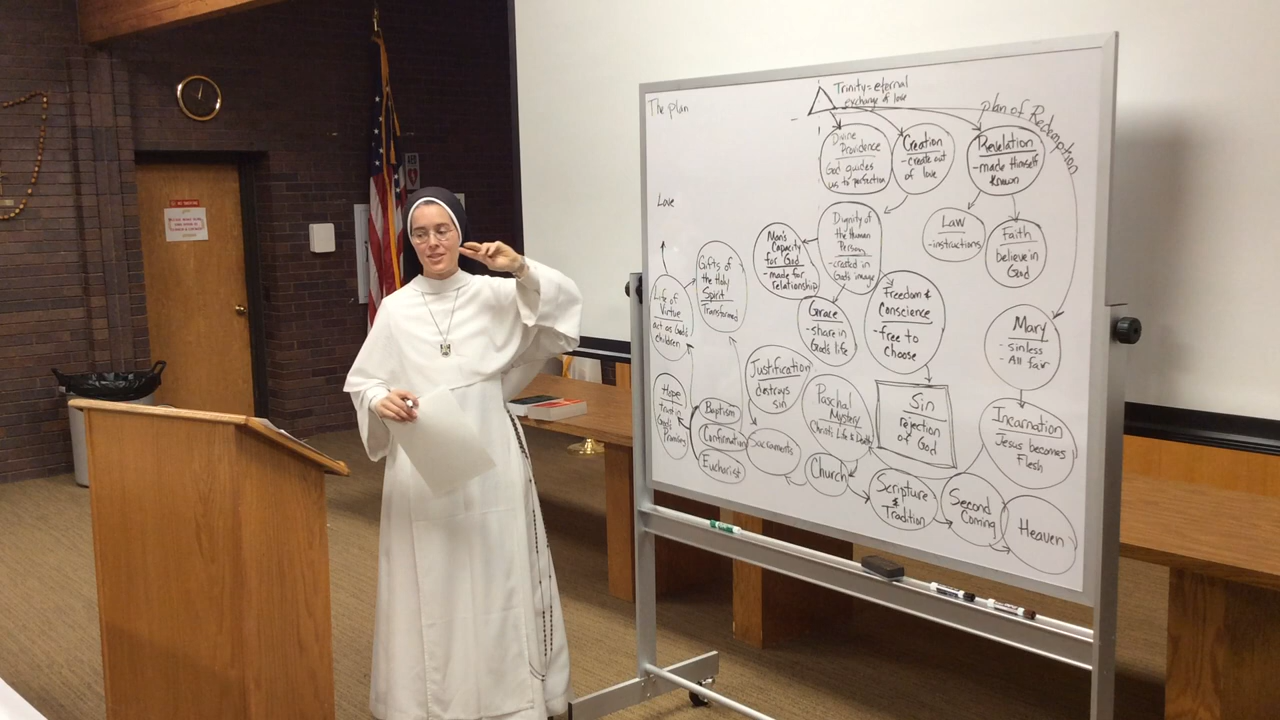 The plan
Trinity = eternal
exchange of love
plan of Redemption
Divine
Providence
God guides
us to perfection
Creation
- create out
of love
Revelation
- made Himself
Known
Love
Law
- instructions
Faith
believe in
God
Man's
Capacity
for God
- made for
relationship
Dignity of
the Human
Person
- created in
God's image
Gifts of
the Holy
Spirit
Transformed
Life of
Virtue
act as God's
children
Grace
- share in
God's life
Freedom &
Conscience
- free to
choose
Mary
- sinless
- All fair
Justification
destroys
sin
Paschal
Mystery
Christ's Life & Death
Sin
rejection
of God
Incarnation
Jesus becomes
Flesh
Hope
trust in
God's
Promises
Baptism
Confirmation
Eucharist
Sacraments
Church
Scripture
&
Tradition
Second
Coming
Heaven